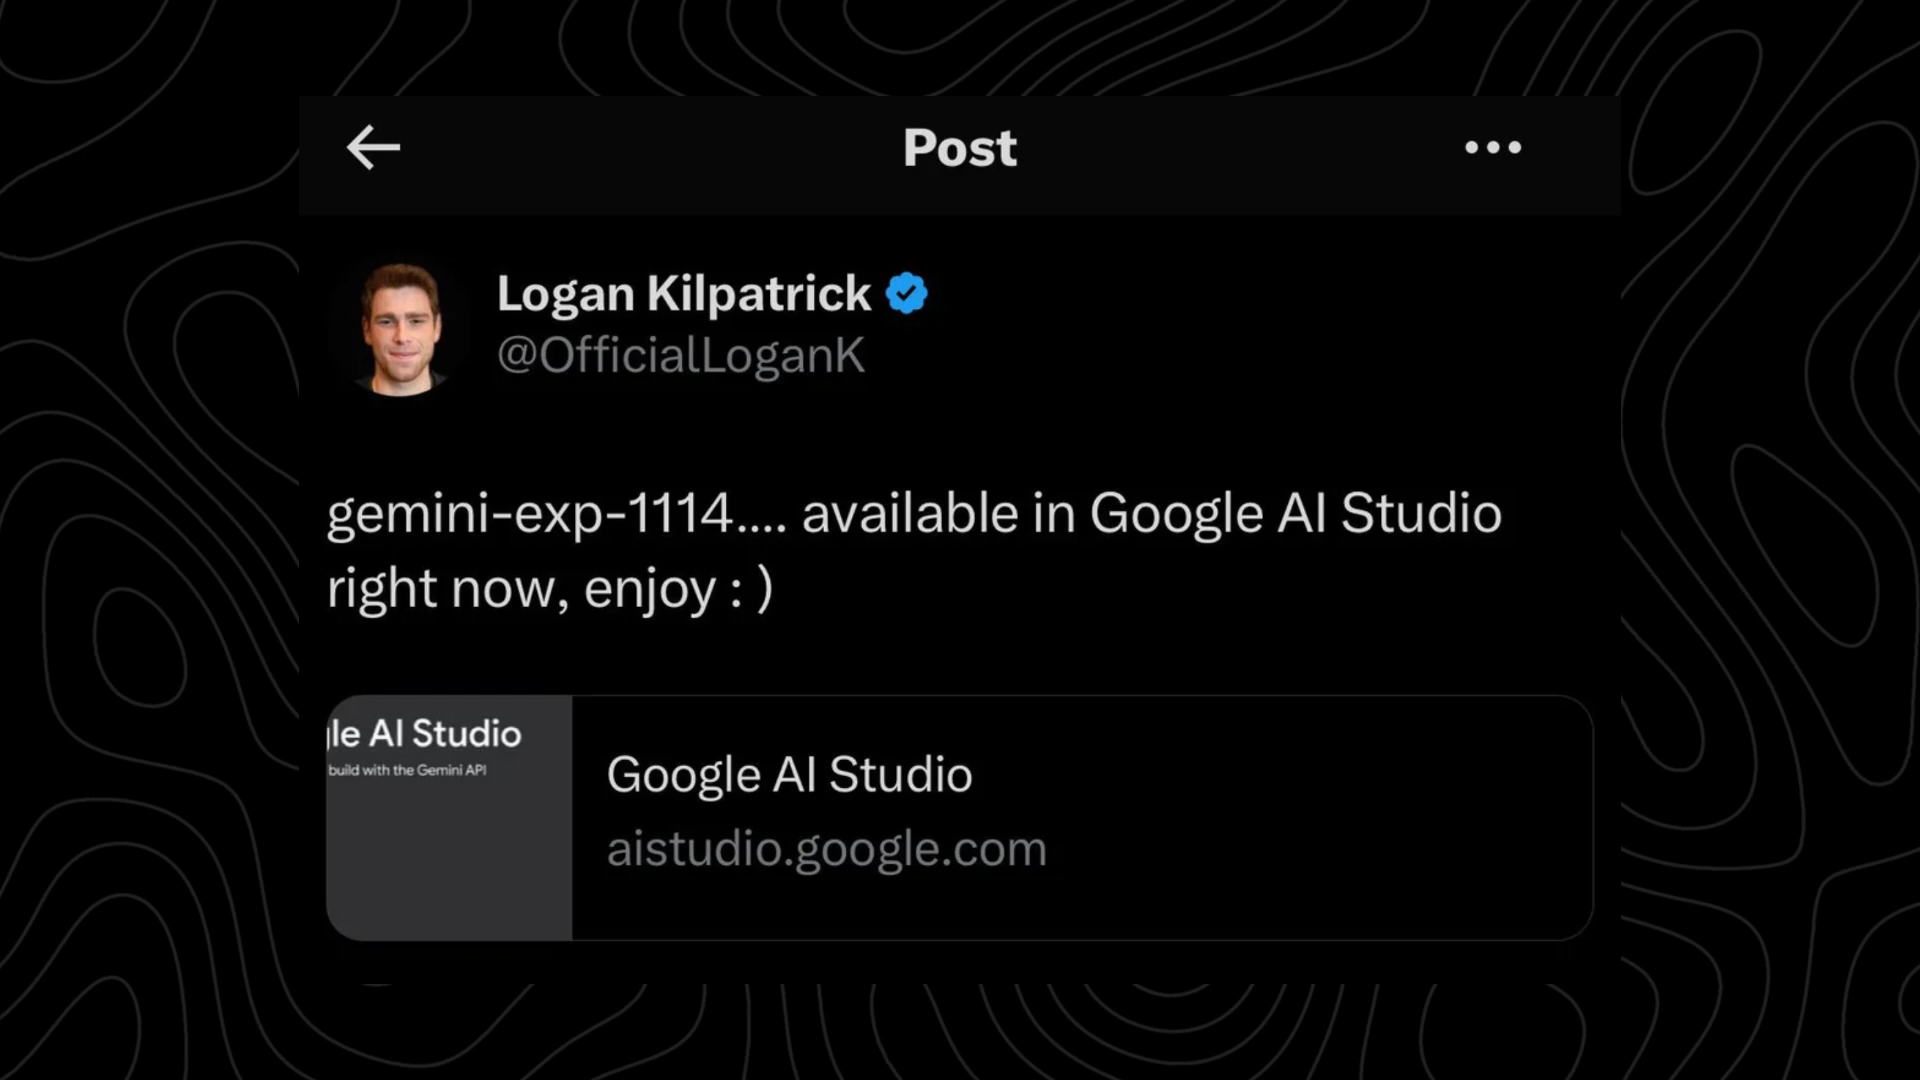 Post
Logan Kilpatrick
@OfficialLoganK
gemini-exp-1114.... available in Google AI Studio
right now, enjoy : )
le AI Studio
build with the Gemini API
Google AI Studio
aistudio.google.com